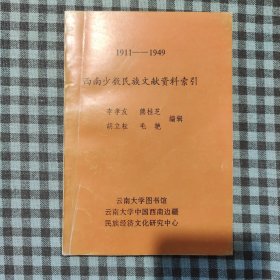 1911——1949
西南少数民族文献资料索引
李孝友 熊桂芝
胡立耘 毛艳 编辑
云南大学图书馆
云南大学中国西南边疆
民族经济文化研究中心